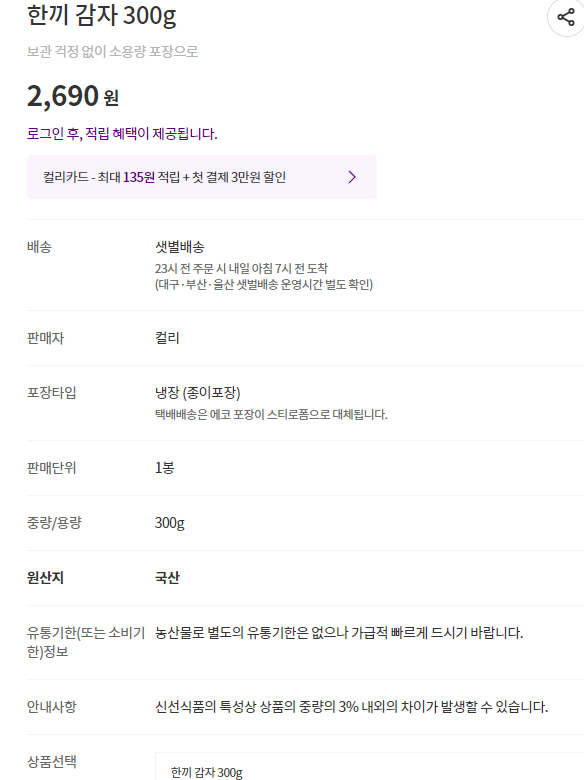 한끼 감자 300g
보관 걱정 없이 소용량 포장으로
2,690 원
로그인 후, 적립 혜택이 제공됩니다.
컬리카드 - 최대 135원 적립 + 첫 결제 3만원 할인
배송 샛별배송
23시 전 주문 시 내일 아침 7시 전 도착
(대구·부산·울산 샛별배송 운영시간 별도 확인)
판매자 컬리
포장타입 냉장 (종이포장)
택배배송은 에코 포장이 스티로폼으로 대체됩니다.
판매단위 1봉
중량/용량 300g
원산지 국산
유통기한(또는 소비기 농산물로 별도의 유통기한은 없으나 가급적 빠르게 드시기 바랍니다.
한)정보
안내사항 신선식품의 특성상 상품의 중량의 3% 내외의 차이가 발생할 수 있습니다.
상품선택
한끼 감자 300g